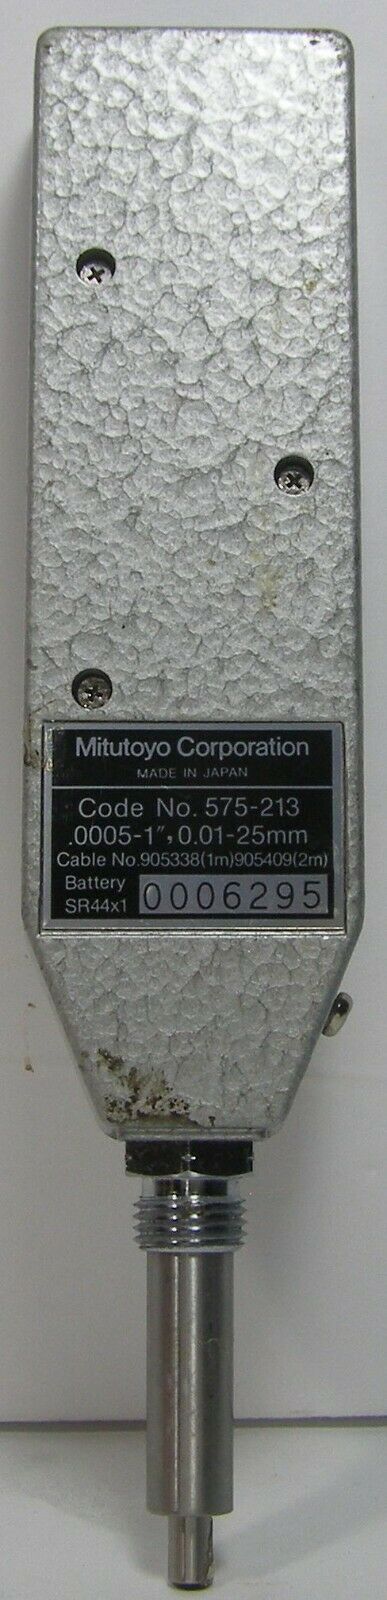 Mitutoyo Corporation
MADE IN JAPAN
Code No. 575-213
.0005-1″, 0.01-25mm
Cable No.905338(1m)905409(2m)
Battery
SR44x1 0006295